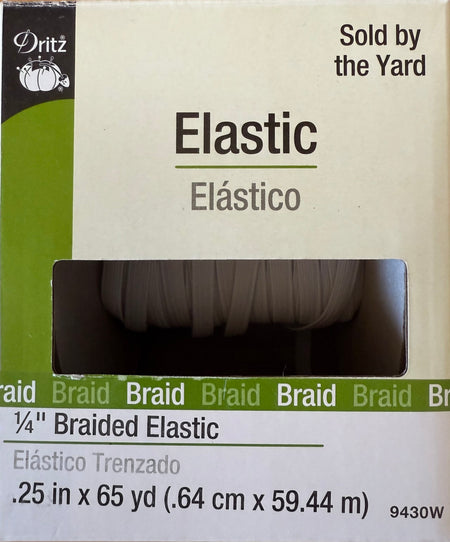 Dritz®
Sold by
the Yard
Elastic
Elástico
raid Braid Braid Braid Braid Braid Br
¼" Braided Elastic
Elástico Trenzado
.25 in x 65 yd (.64 cm x 59.44 m)
9430W